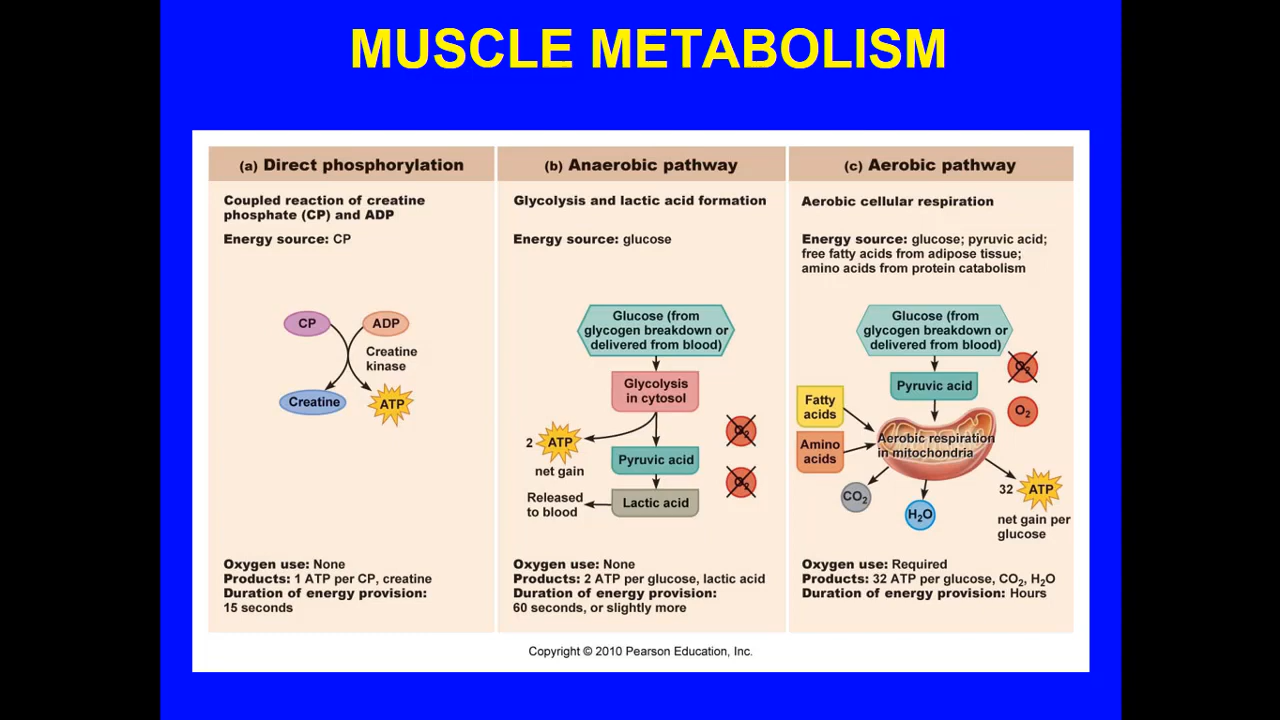 MUSCLE METABOLISM
(a) Direct phosphorylation
Coupled reaction of creatine
phosphate (CP) and ADP
Energy source: CP
CP
ADP
Creatine
kinase
Creatine
ATP
Oxygen use: None
Products: 1 ATP per CP, creatine
Duration of energy provision:
15 seconds
(b) Anaerobic pathway
Glycolysis and lactic acid formation
Energy source: glucose
Glucose (from
glycogen breakdown or
delivered from blood)
Glycolysis
in cytosol
O2
2 ATP
net gain
Pyruvic acid
O2
Released
to blood
Lactic acid
Oxygen use: None
Products: 2 ATP per glucose, lactic acid
Duration of energy provision:
60 seconds, or slightly more
(c) Aerobic pathway
Aerobic cellular respiration
Energy source: glucose; pyruvic acid;
free fatty acids from adipose tissue;
amino acids from protein catabolism
Glucose (from
glycogen breakdown or
delivered from blood)
O2
Pyruvic acid
Fatty
acids
O2
Amino
acids
Aerobic respiration
in mitochondria
CO2
H2O
32 ATP
net gain per
glucose
Oxygen use: Required
Products: 32 ATP per glucose, CO2, H2O
Duration of energy provision: Hours
Copyright © 2010 Pearson Education, Inc.